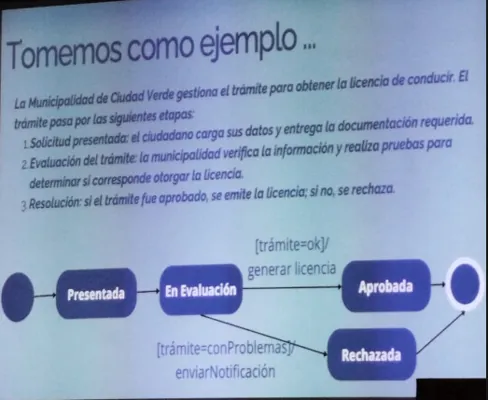 Tomemos como ejemplo ...
La Municipalidad de Ciudad Verde gestiona el trámite para obtener la licencia de conducir. El
trámite pasa por las siguientes etapas:
1. Solicitud presentada: el ciudadano carga sus datos y entrega la documentación requerida.
2. Evaluación del trámite: la municipalidad verifica la información y realiza pruebas para
determinar si corresponde otorgar la licencia.
3. Resolución: si el trámite fue aprobado, se emite la licencia; si no, se rechaza.
[trámite=ok]/
generar licencia
Presentada
En Evaluación
Aprobada
[trámite=conProblemas]/
enviarNotificación
Rechazada